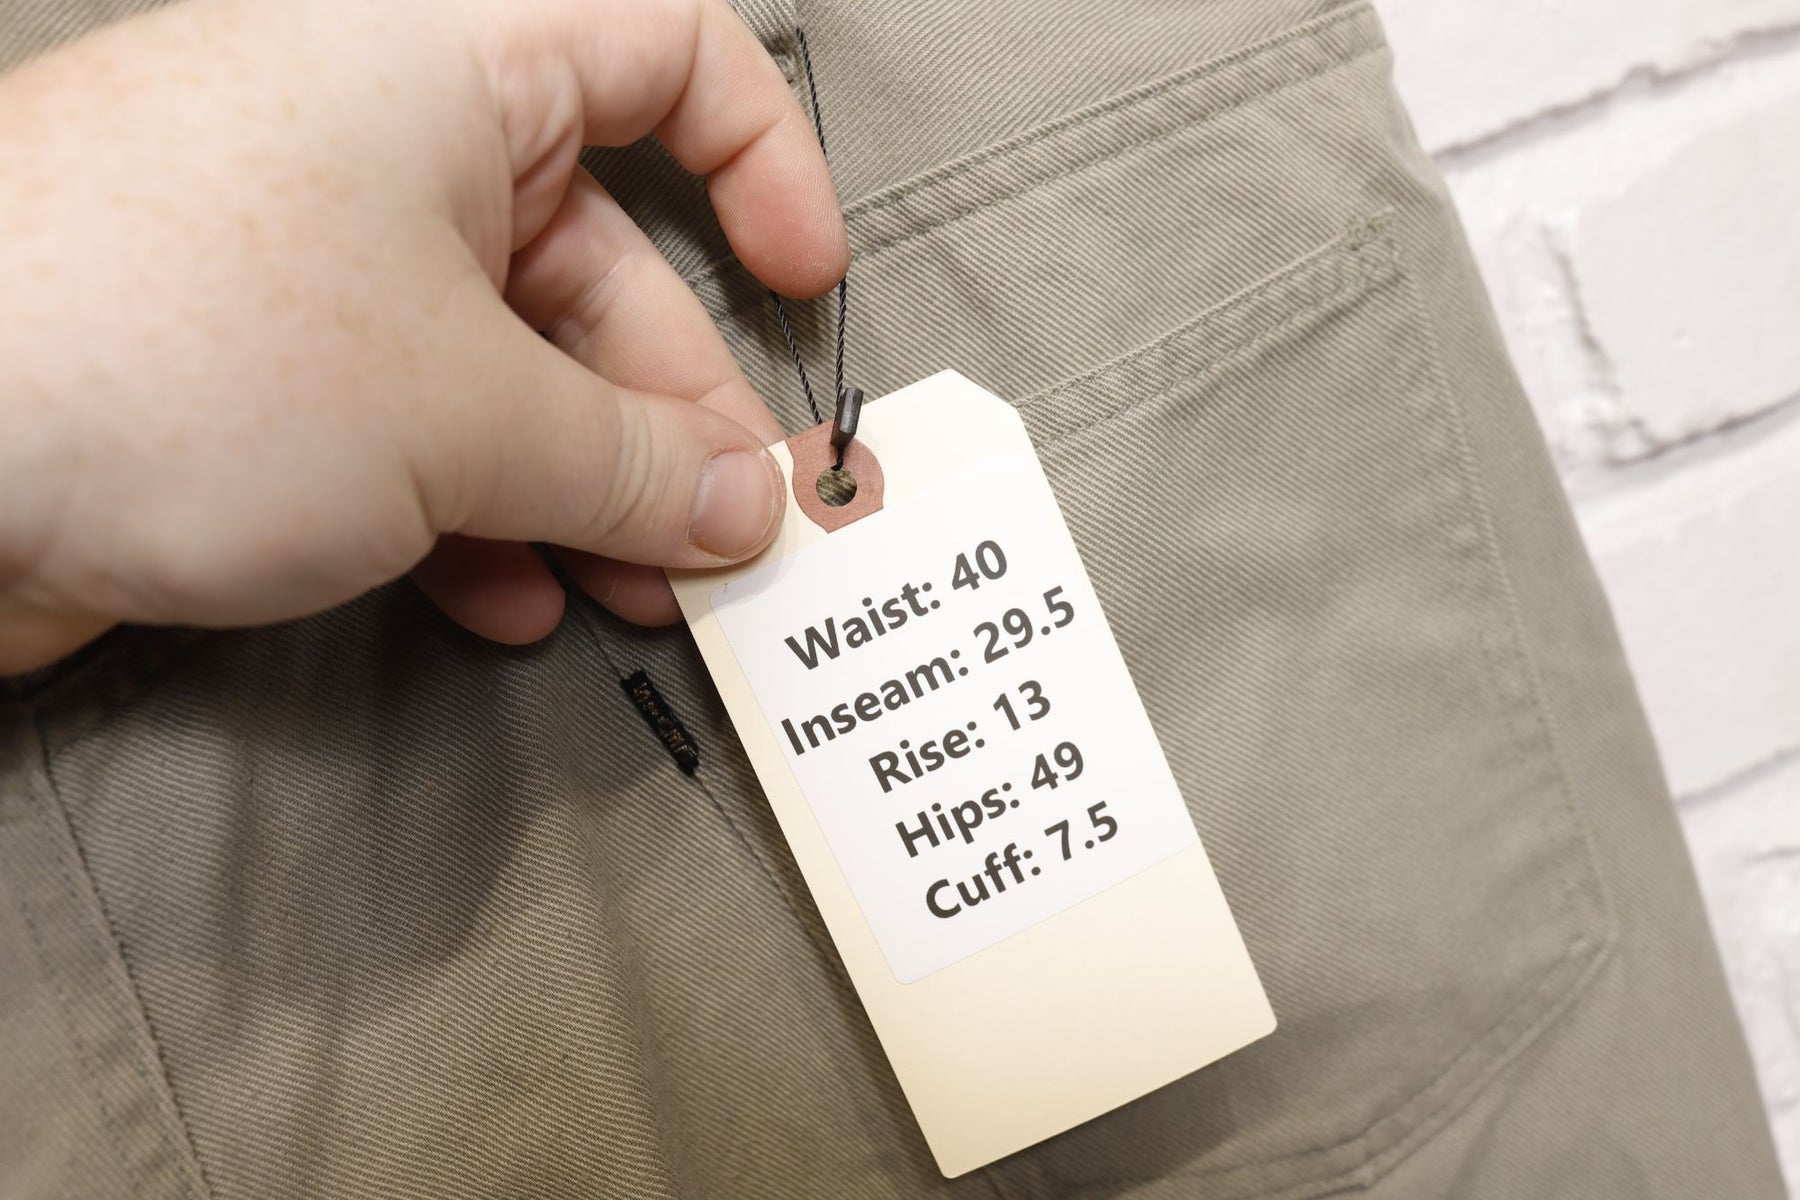 Waist: 40
Inseam: 29.5
Rise: 13
Hips: 49
Cuff: 7.5